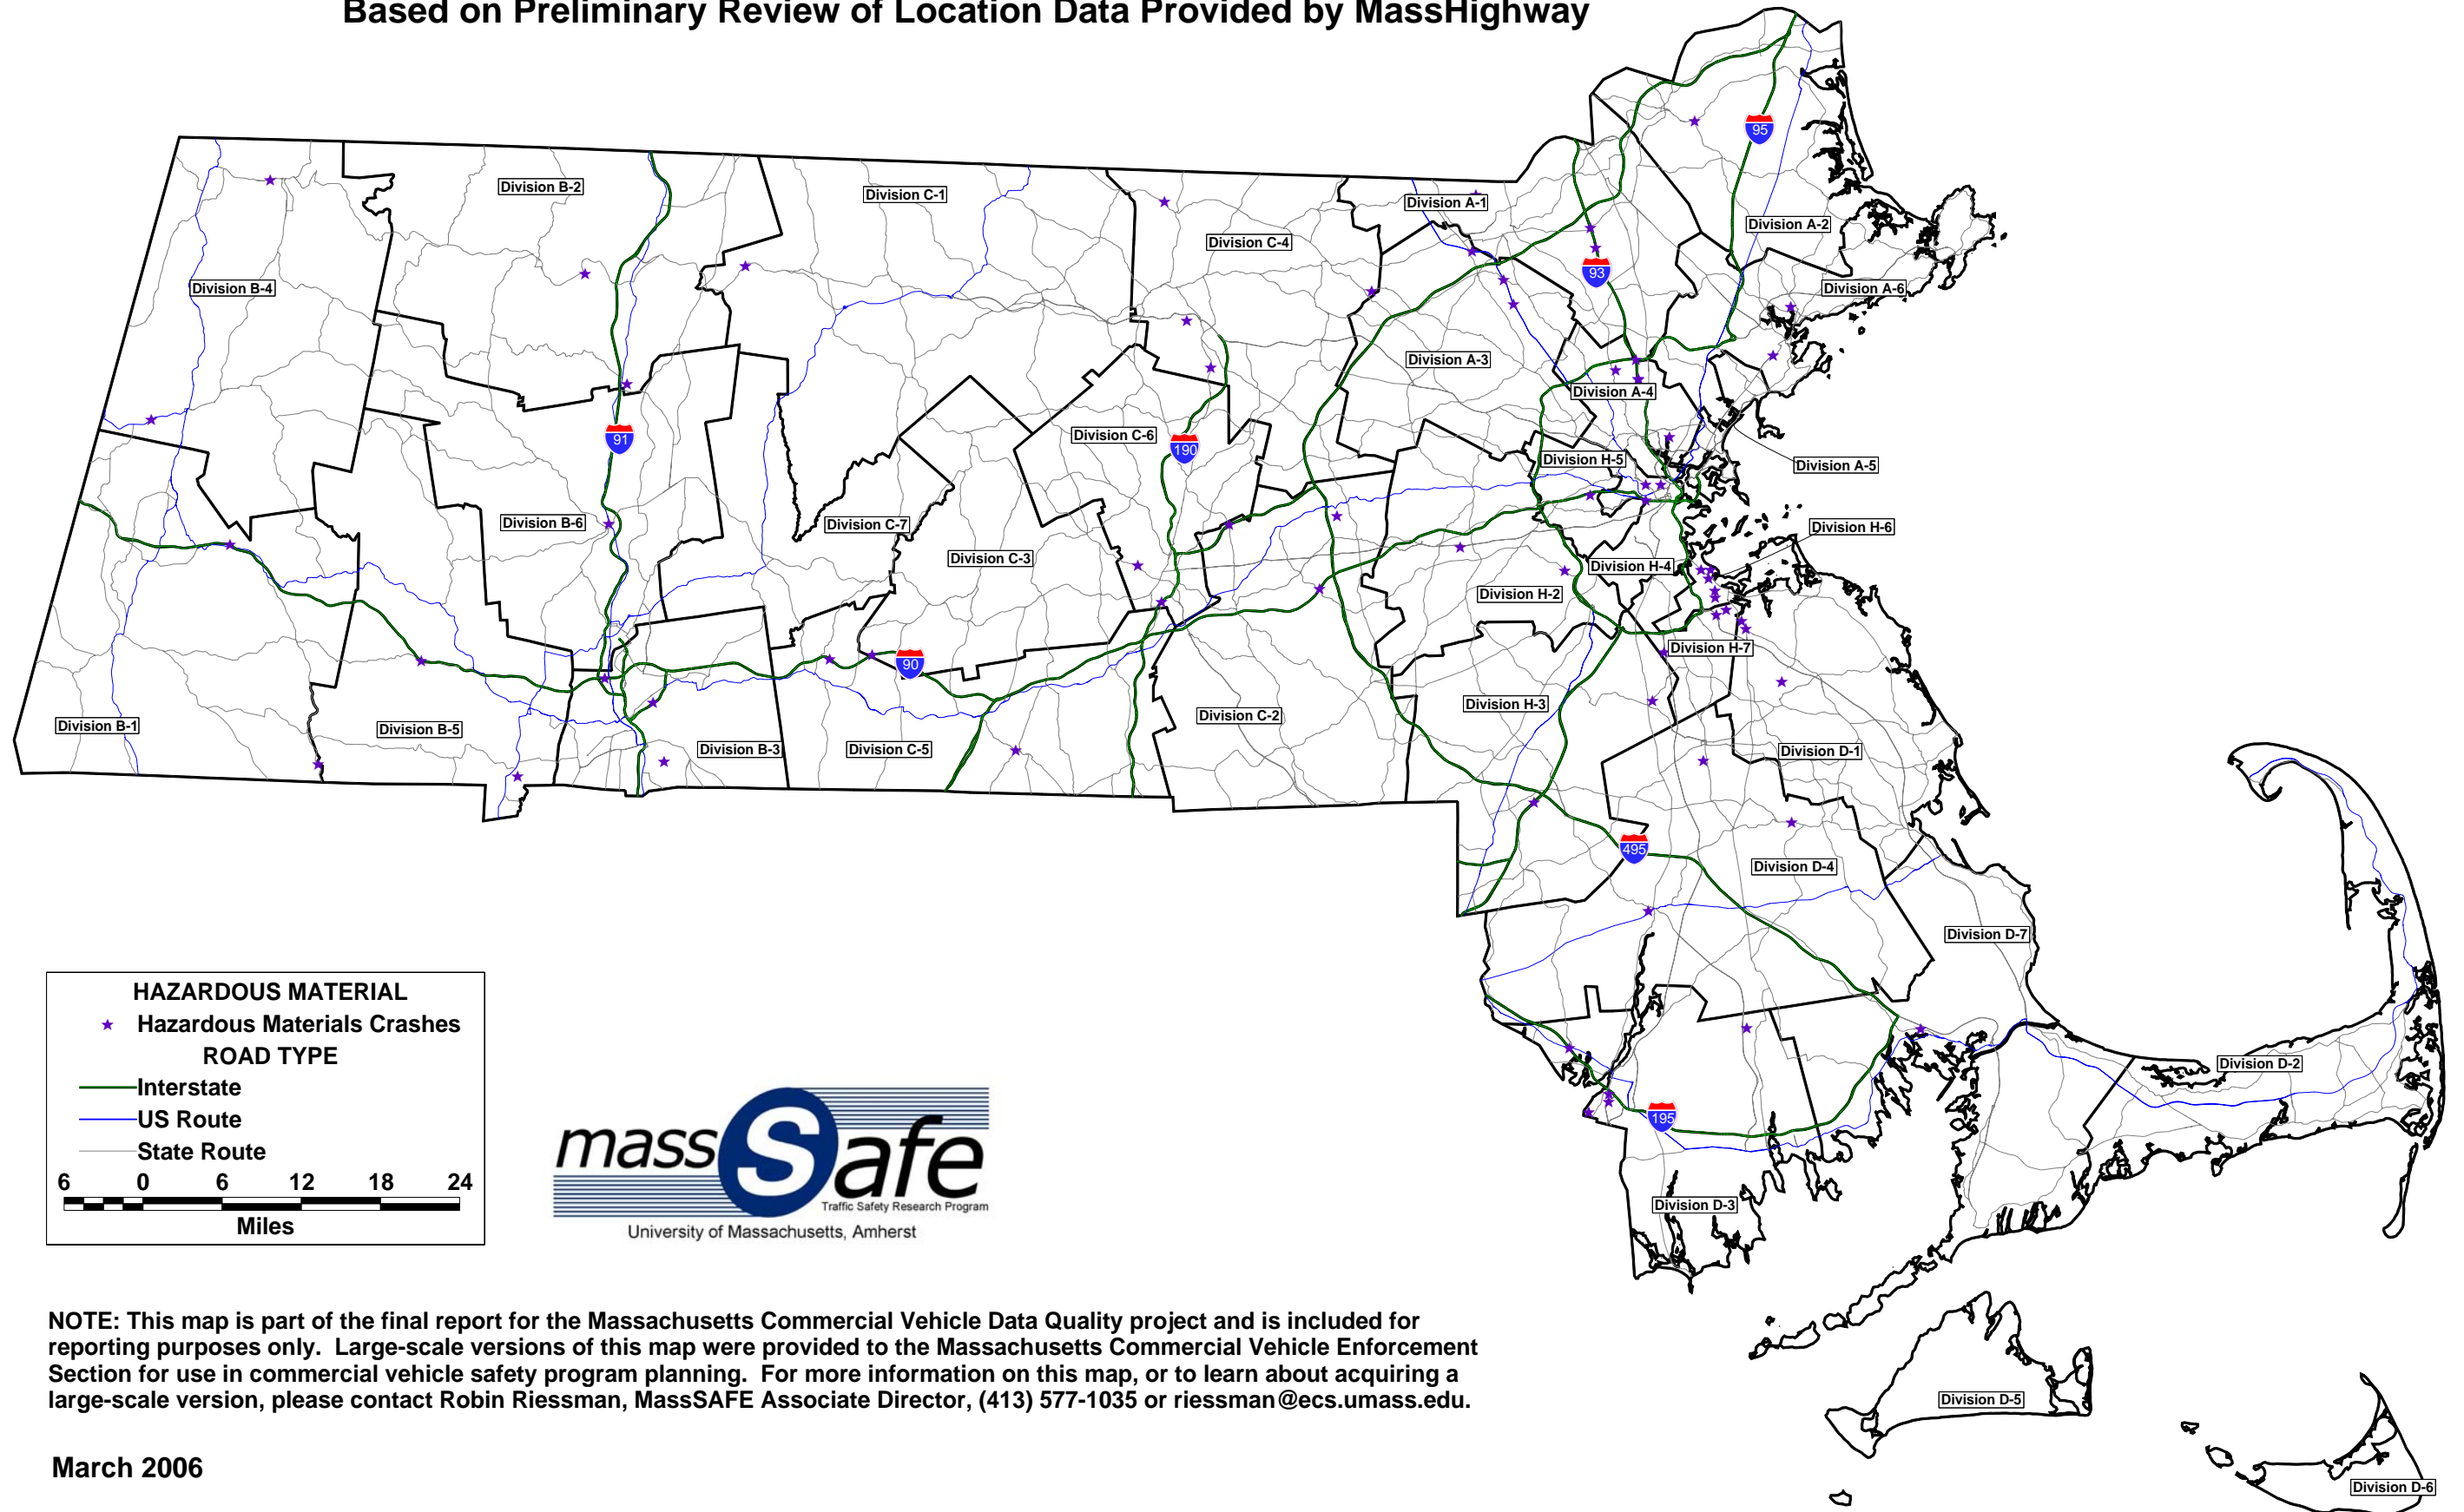 Based on Preliminary Review of Location Data Provided by MassHighway
95
Division B-2
Division C-1
Division A-1
Division A-2
Division C-4
93
Division B-4
Division A-6
Division A-3
Division A-4
91
Division C-6
190
Division H-5
Division A-5
Division B-6
Division C-7
Division H-6
Division C-3
Division H-4
Division H-2
Division H-7
90
Division H-3
Division C-2
Division B-1
Division B-5
Division B-3
Division C-5
Division D-1
495
Division D-4
Division D-7
HAZARDOUS MATERIAL
Hazardous Materials Crashes
ROAD TYPE
Interstate
US Route
State Route
6 0 6 12 18 24
Miles
Division D-2
195
massSafe
Traffic Safety Research Program
University of Massachusetts, Amherst
Division D-3
NOTE: This map is part of the final report for the Massachusetts Commercial Vehicle Data Quality project and is included for
reporting purposes only. Large-scale versions of this map were provided to the Massachusetts Commercial Vehicle Enforcement
Section for use in commercial vehicle safety program planning. For more information on this map, or to learn about acquiring a
large-scale version, please contact Robin Riessman, MassSAFE Associate Director, (413) 577-1035 or riessman@ecs.umass.edu.
Division D-5
March 2006
Division D-6